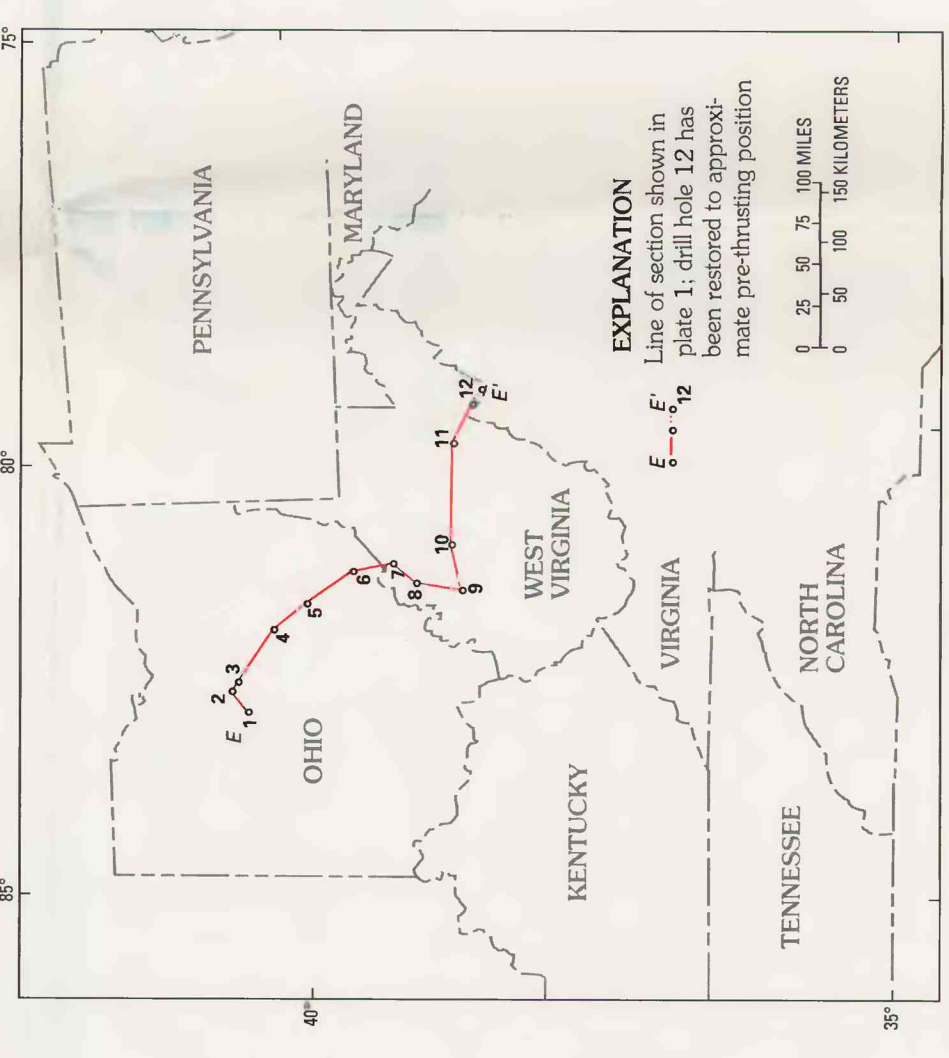 85°
80°
75°
40°
35°
PENNSYLVANIA
MARYLAND
OHIO
WEST
VIRGINIA
VIRGINIA
KENTUCKY
TENNESSEE
NORTH
CAROLINA
E
1
2
3
4
5
6
7
8
9
10
11
12
E'
EXPLANATION
E E'
12
Line of section shown in
plate 1; drill hole 12 has
been restored to approxi-
mate pre-thrusting position
0 25 50 75 100 MILES
0 50 100 150 KILOMETERS